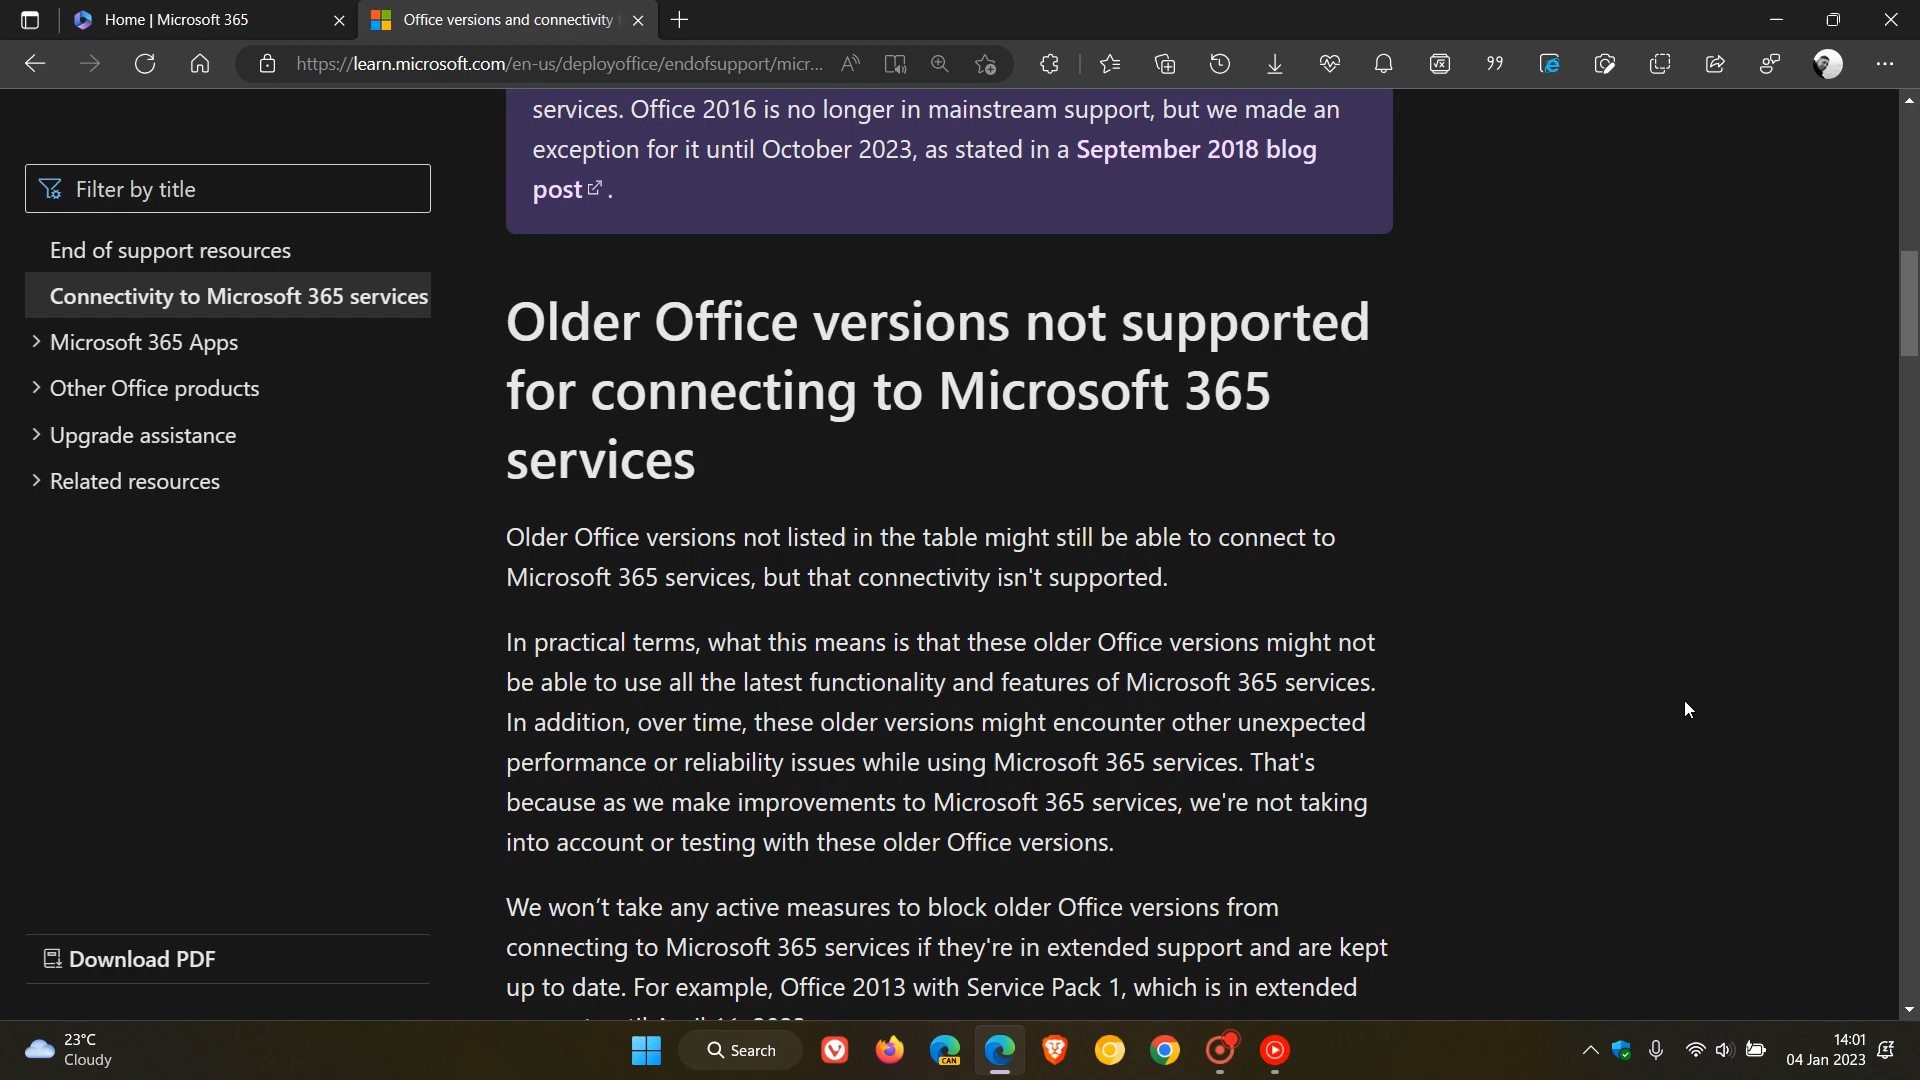 Home | Microsoft 365
Office versions and connectivity
https://learn.microsoft.com/en-us/deployoffice/endofsupport/micr...
services. Office 2016 is no longer in mainstream support, but we made an
exception for it until October 2023, as stated in a September 2018 blog
post .
Filter by title
End of support resources
Connectivity to Microsoft 365 services
Microsoft 365 Apps
Other Office products
Upgrade assistance
Related resources
Download PDF
Older Office versions not supported
for connecting to Microsoft 365
services
Older Office versions not listed in the table might still be able to connect to
Microsoft 365 services, but that connectivity isn't supported.
In practical terms, what this means is that these older Office versions might not
be able to use all the latest functionality and features of Microsoft 365 services.
In addition, over time, these older versions might encounter other unexpected
performance or reliability issues while using Microsoft 365 services. That's
because as we make improvements to Microsoft 365 services, we're not taking
into account or testing with these older Office versions.
We won’t take any active measures to block older Office versions from
connecting to Microsoft 365 services if they're in extended support and are kept
up to date. For example, Office 2013 with Service Pack 1, which is in extended
23°C
Cloudy
Search
CAN
14:01
04 Jan 2023